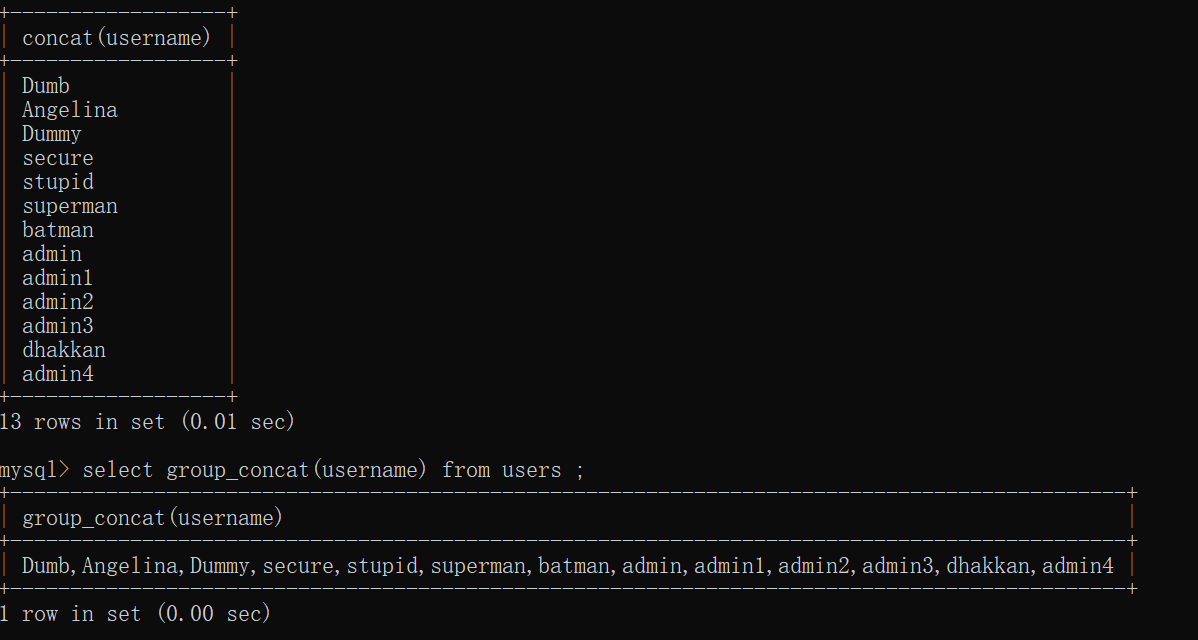 +------------------+
| concat(username) |
+------------------+
| Dumb             |
| Angelina         |
| Dummy            |
| secure           |
| stupid           |
| superman         |
| batman           |
| admin            |
| admin1           |
| admin2           |
| admin3           |
| dhakkan          |
| admin4           |
+------------------+
13 rows in set (0.01 sec)

mysql> select group_concat(username) from users ;
+---------------------------------------------------------------------------------------------+
| group_concat(username)                                                                      |
+---------------------------------------------------------------------------------------------+
| Dumb,Angelina,Dummy,secure,stupid,superman,batman,admin,admin1,admin2,admin3,dhakkan,admin4 |
+---------------------------------------------------------------------------------------------+
1 row in set (0.00 sec)